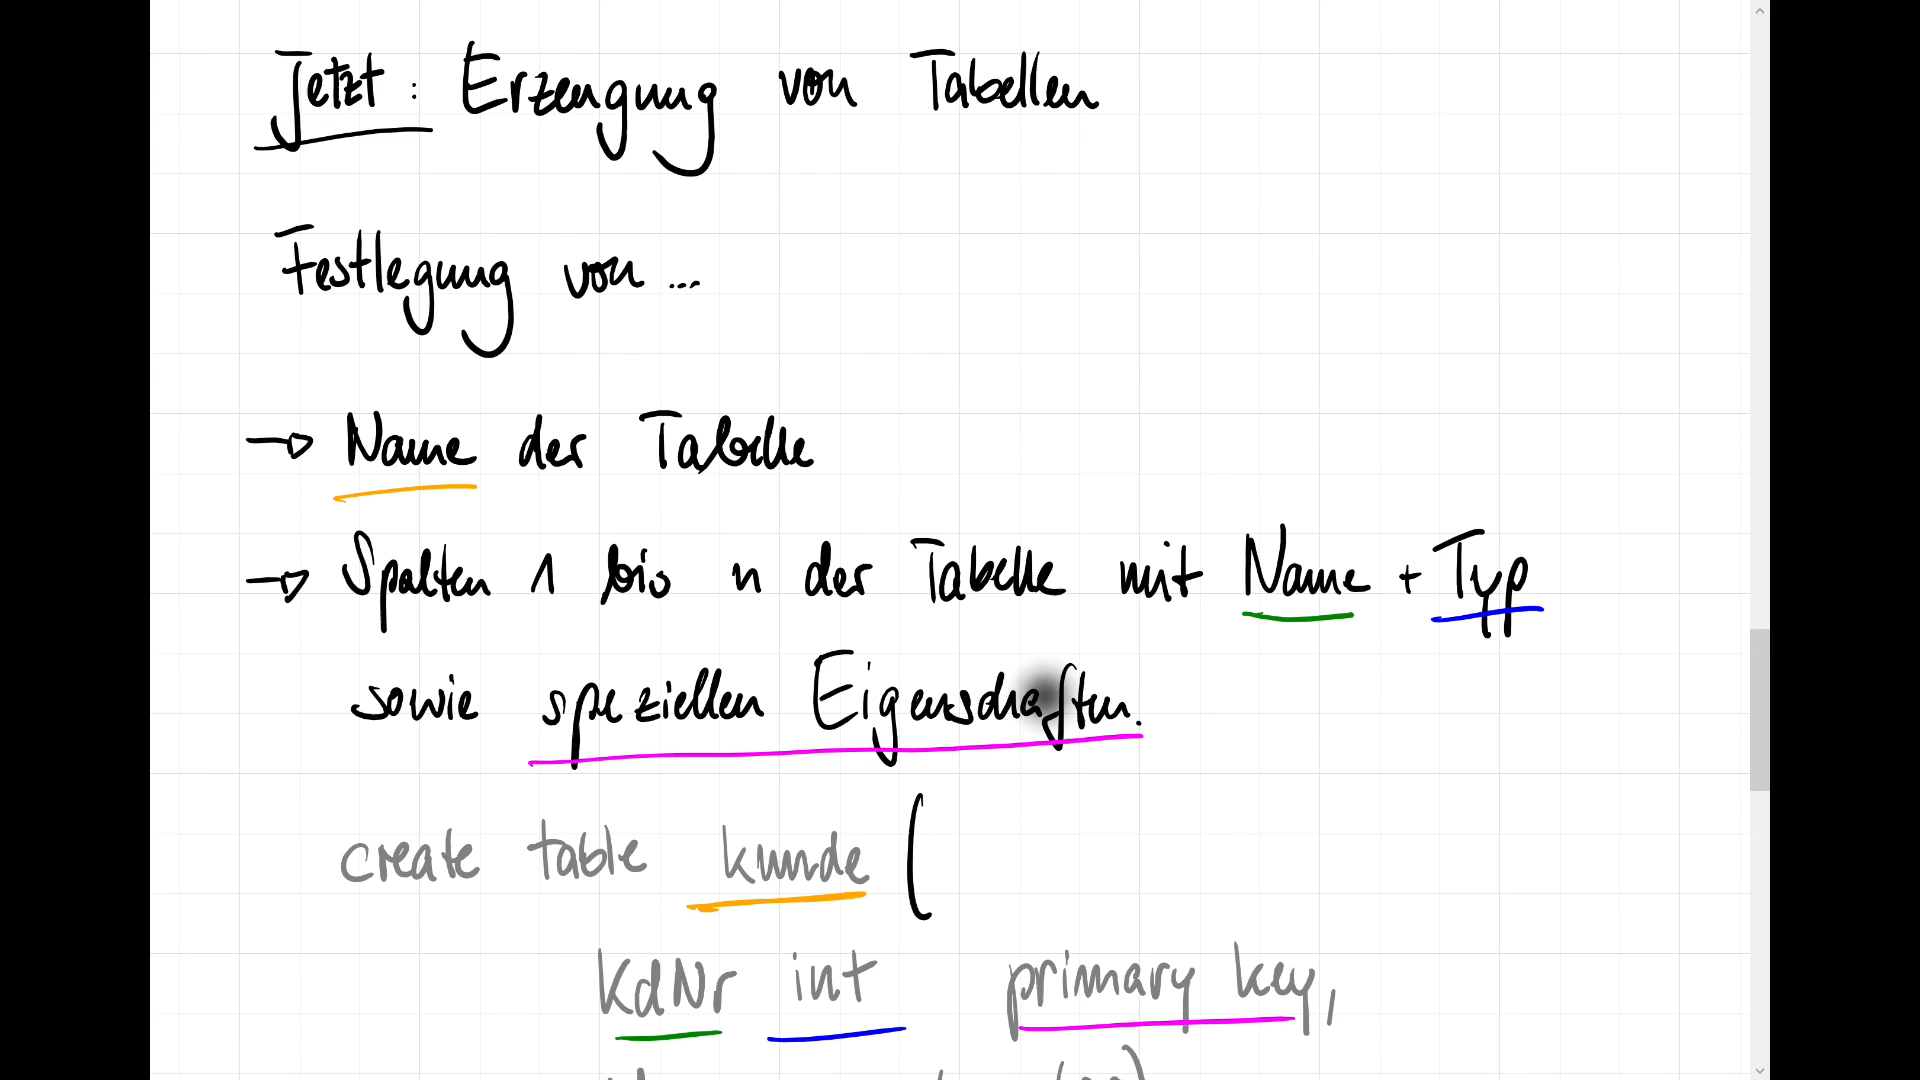 Jetzt: Erzeugung von Tabellen
Festlegung von ...
→ Name der Tabelle
→ Spalten 1 bis n der Tabelle mit Name + Typ
sowie speziellen Eigenschaften.
create table kunde (
KdNr int primary key,